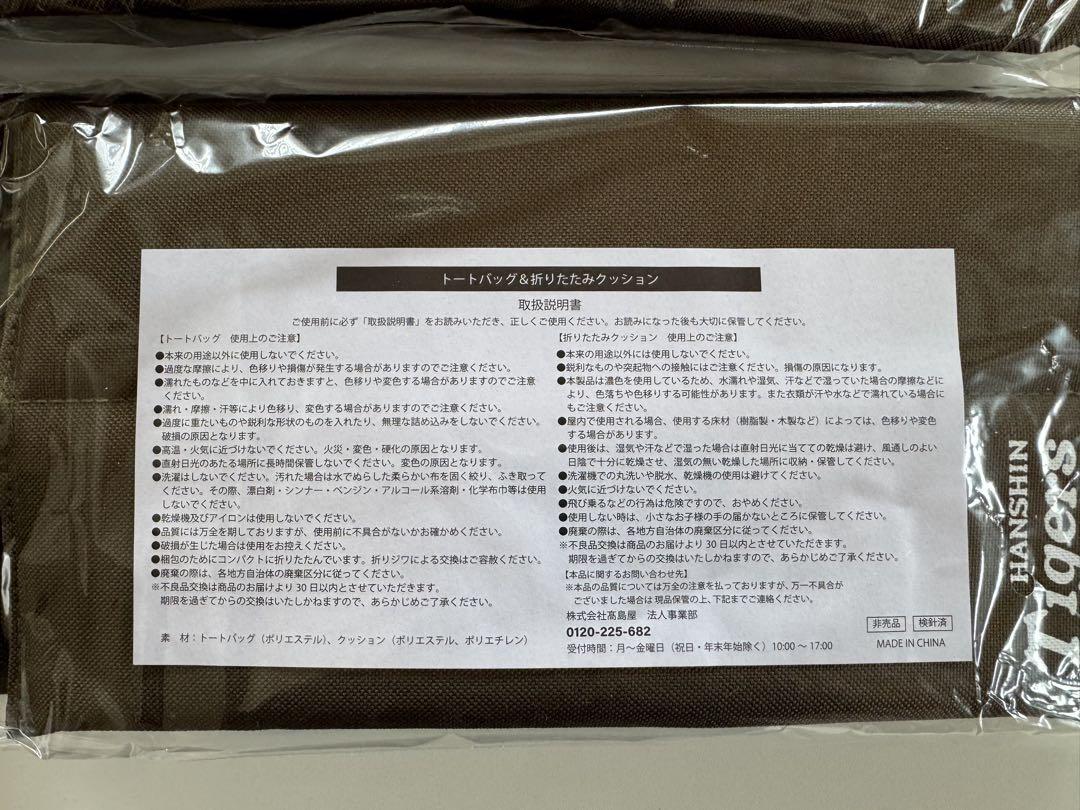 トートバッグ&折りたたみクッション
取扱説明書
ご使用前に必ず「取扱説明書」をお読みいただき、正しくご使用ください。お読みになった後も大切に保管してください。
【トートバッグ 使用上のご注意】
●本来の用途以外に使用しないでください。
●過度な摩擦により、色移りや損傷が発生する場合がありますのでご注意ください。
●濡れたものなどを中に入れておきますと、色移りや変色する場合がありますのでご注意
ください。
●濡れ・摩擦・汗等により色移り、変色する場合がありますのでご注意ください。
●過度に重たいものや鋭利な形状のものを入れたり、無理な詰め込みをしないでください。
破損の原因となります。
●高温・火気に近づけないでください。火災・変色・硬化の原因となります。
●直射日光のあたる場所に長時間保管しないでください。変色の原因となります。
●洗濯はしないでください。汚れた場合は水でぬらした柔らかい布を固く絞り、ふき取って
ください。その際、漂白剤・シンナー・ベンジン・アルコール系溶剤・化学布巾等は使用
しないでください。
●乾燥機及びアイロンは使用しないでください。
●品質には万全を期しておりますが、使用前に不具合がないかお確かめください。
●破損が生じた場合は使用をお控えください。
●梱包のためにコンパクトに折りたたんでいます。折りジワによる交換はご容赦ください。
●廃棄の際は、各地方自治体の廃棄区分に従ってください。
※不良品交換は商品のお届けより30日以内とさせていただきます。
期限を過ぎてからの交換はいたしかねますので、あらかじめご了承ください。
素 材：トートバッグ（ポリエステル）、クッション（ポリエステル、ポリエチレン）
【折りたたみクッション 使用上のご注意】
●本来の用途以外には使用しないでください。
●鋭利なものや突起物への接触にはご注意ください。損傷の原因になります。
●本製品は濃色を使用しているため、水濡れや湿気、汗などで湿っていた場合の摩擦などに
より、色落ちや色移りする可能性があります。また衣類が汗や水などで濡れている場合に
もご注意ください。
●屋内で使用される場合、使用する床材（樹脂製・木製など）によっては、色移りや変色
する場合があります。
●使用後は、湿気や汗などで湿った場合は直射日光に当てての乾燥は避け、風通しのよい
日陰で十分に乾燥させ、湿気の無い乾燥した場所に収納・保管してください。
●洗濯機での丸洗いや脱水、乾燥機の使用は避けてください。
●火気に近づけないでください。
●飛び乗るなどの行為は危険ですので、おやめください。
●使用しない時は、小さなお子様の手の届かないところに保管してください。
●廃棄の際は、各地方自治体の廃棄区分に従ってください。
※不良品交換は商品のお届けより30日以内とさせていただきます。
期限を過ぎてからの交換はいたしかねますので、あらかじめご了承ください。
【本品に関するお問い合わせ先】
※本品の品質については万全の注意を払っておりますが、万一不具合が
ございました場合は現品保管の上、下記までご連絡ください。
株式会社髙島屋 法人事業部
0120-225-682
受付時間：月～金曜日（祝日・年末年始除く）10:00～17:00
非売品 検針済
MADE IN CHINA
HANSHIN
Tigers